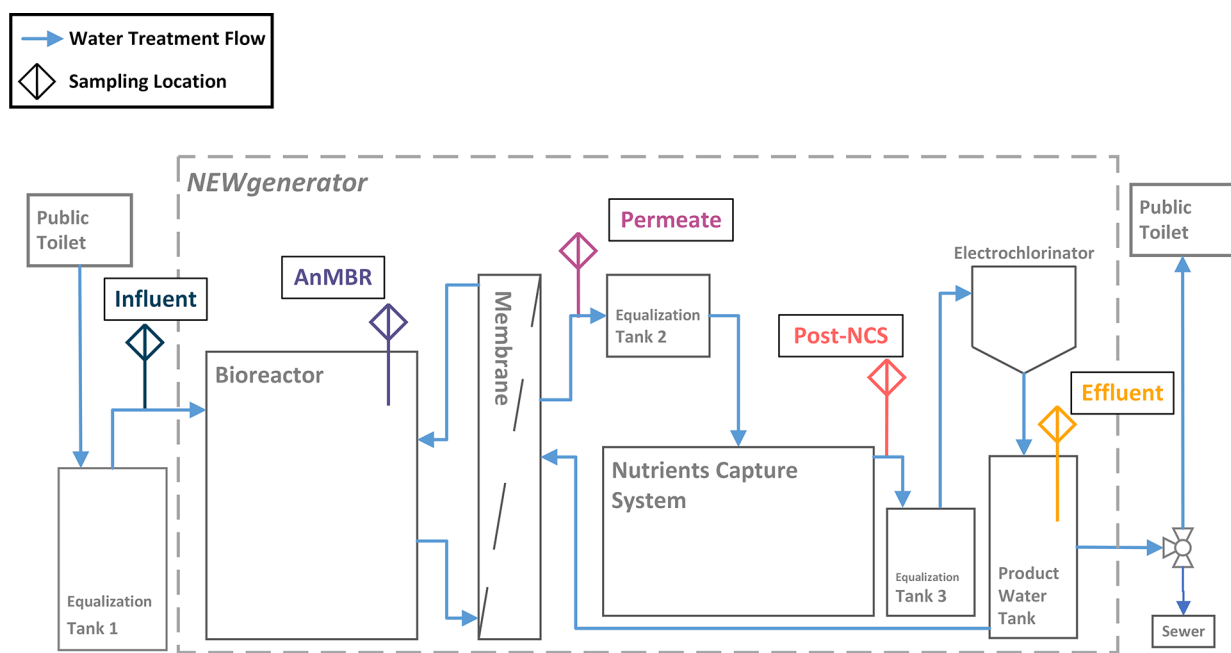 Water Treatment Flow
Sampling Location
NEWgenerator
Public
Toilet
Public
Toilet
Permeate
Electrochlorinator
AnMBR
Influent
Membrane
Equalization
Tank 2
Post-NCS
Bioreactor
Effluent
Nutrients Capture
System
Equalization
Tank 1
Equalization
Tank 3
Product
Water
Tank
Sewer